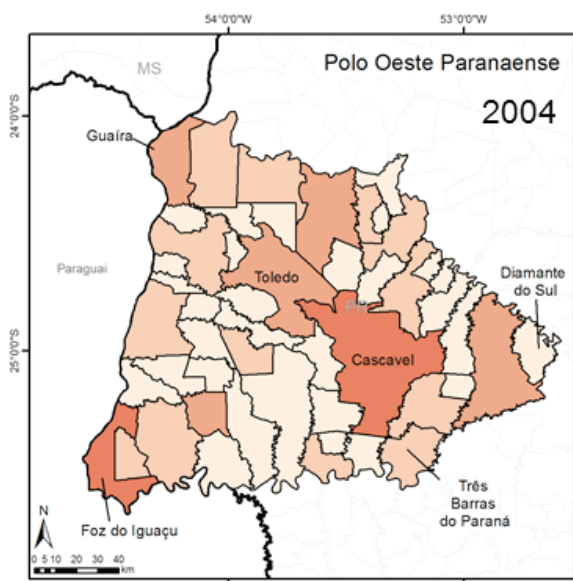 54°0'0"W
53°0'0"W
MS
Polo Oeste Paranaense
2004
24°0'0"S
Guaíra
Paraguai
Toledo
PR
Diamante
do Sul
25°0'0"S
Cascavel
Três
Barras
do Paraná
Foz do Iguaçu
N
0 5 10 20 30 40
km